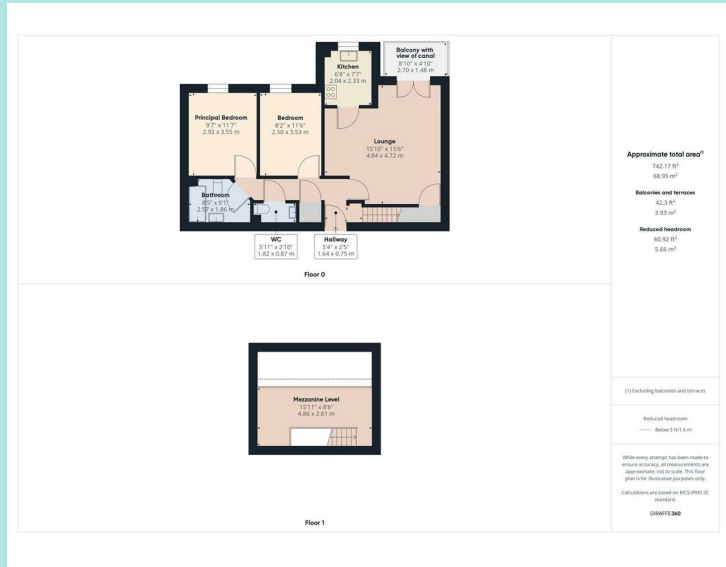 Kitchen
6'8" x 7'7"
2.04 x 2.33 m
Balcony with
view of canal
8'10" x 4'10"
2.70 x 1.48 m
Principal Bedroom
9'7" x 11'7"
2.92 x 3.55 m
Bedroom
8'2" x 11'6"
2.50 x 3.53 m
Lounge
15'10" x 15'6"
4.84 x 4.72 m
Bathroom
8'5" x 6'1"
2.57 x 1.86 m
WC
5'11" x 2'10"
1.82 x 0.87 m
Hallway
5'4" x 2'5"
1.64 x 0.75 m
Floor 0
Mezzanine Level
15'11" x 8'6"
4.86 x 2.61 m
Floor 1
Approximate total area(1)
742.17 ft²
68.95 m²
Balconies and terraces
42.3 ft²
3.93 m²
Reduced headroom
60.92 ft²
5.66 m²
(1) Excluding balconies and terraces
Reduced headroom
Below 5 ft/1.5 m
While every attempt has been made to
ensure accuracy, all measurements are
approximate, not to scale. This floor
plan is for illustrative purposes only.
Calculations are based on RICS IPMS 3C
standard.
GIRAFFE360